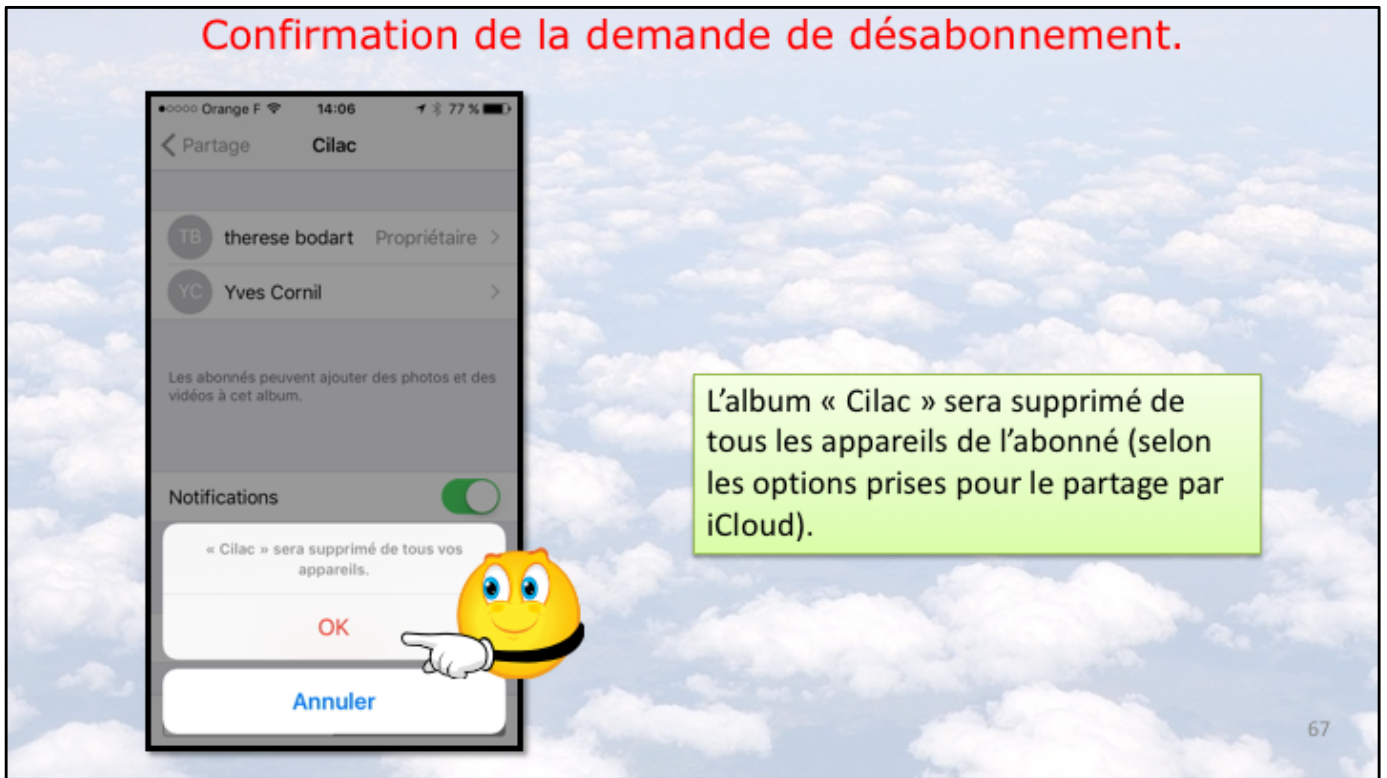 Confirmation de la demande de désabonnement.
●○○○○ Orange F 14:06 77 %
Partage Cilac
TB therese bodart Propriétaire >
YC Yves Cornil >
Les abonnés peuvent ajouter des photos et des
vidéos à cet album.
Notifications
« Cilac » sera supprimé de tous vos
appareils.
OK
Annuler
L’album « Cilac » sera supprimé de
tous les appareils de l’abonné (selon
les options prises pour le partage par
iCloud).
67